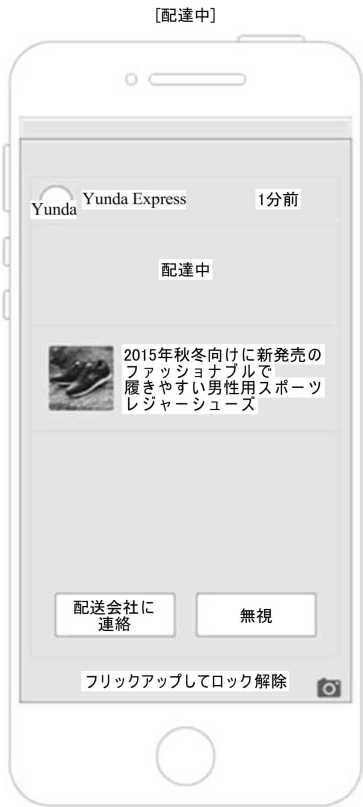 [配達中]
Yunda
Yunda Express
1分前
配達中
2015年秋冬向けに新発売の
ファッショナブルで
履きやすい男性用スポーツ
レジャーシューズ
配送会社に
連絡
無視
フリックアップしてロック解除